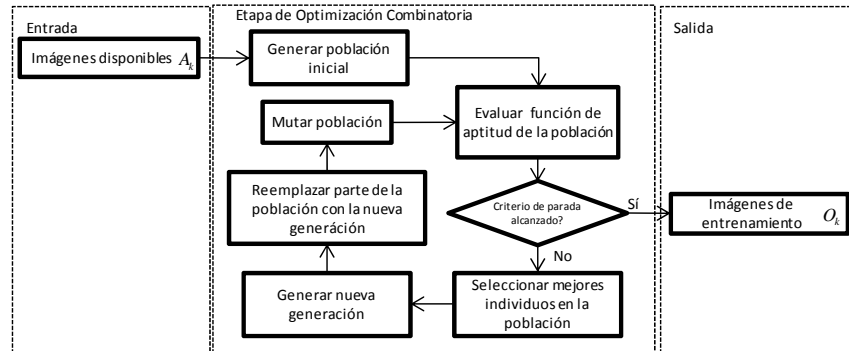 Entrada
Imágenes disponibles A_k
Etapa de Optimización Combinatoria
Generar población
inicial
Mutar población
Evaluar función de
aptitud de la población
Reemplazar parte de la
población con la nueva
generáción
Criterio de parada
alcanzado?
Sí
No
Generar nueva
generación
Seleccionar mejores
individuos en la
población
Salida
Imágenes de
entrenamiento O_k